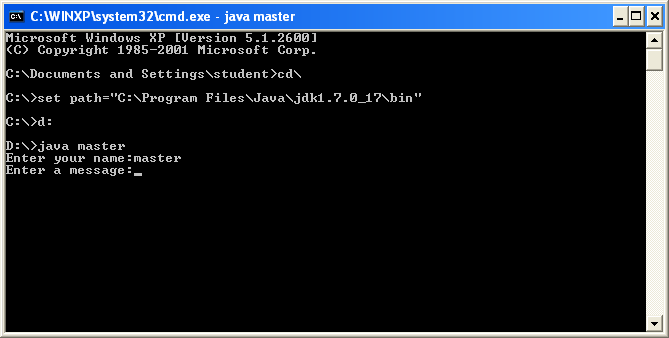 C:\WINXP\system32\cmd.exe - java master
Microsoft Windows XP [Version 5.1.2600]
(C) Copyright 1985-2001 Microsoft Corp.
C:\Documents and Settings\student>cd\
C:\>set path="C:\Program Files\Java\jdk1.7.0_17\bin"
C:\>d:
D:\>java master
Enter your name:master
Enter a message:_